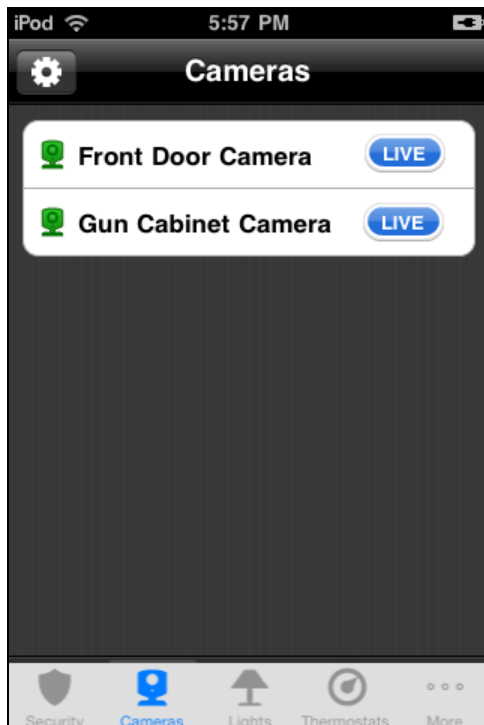 iPod 5:57 PM
Cameras
Front Door Camera LIVE
Gun Cabinet Camera LIVE
Security Cameras Lights Thermostats More